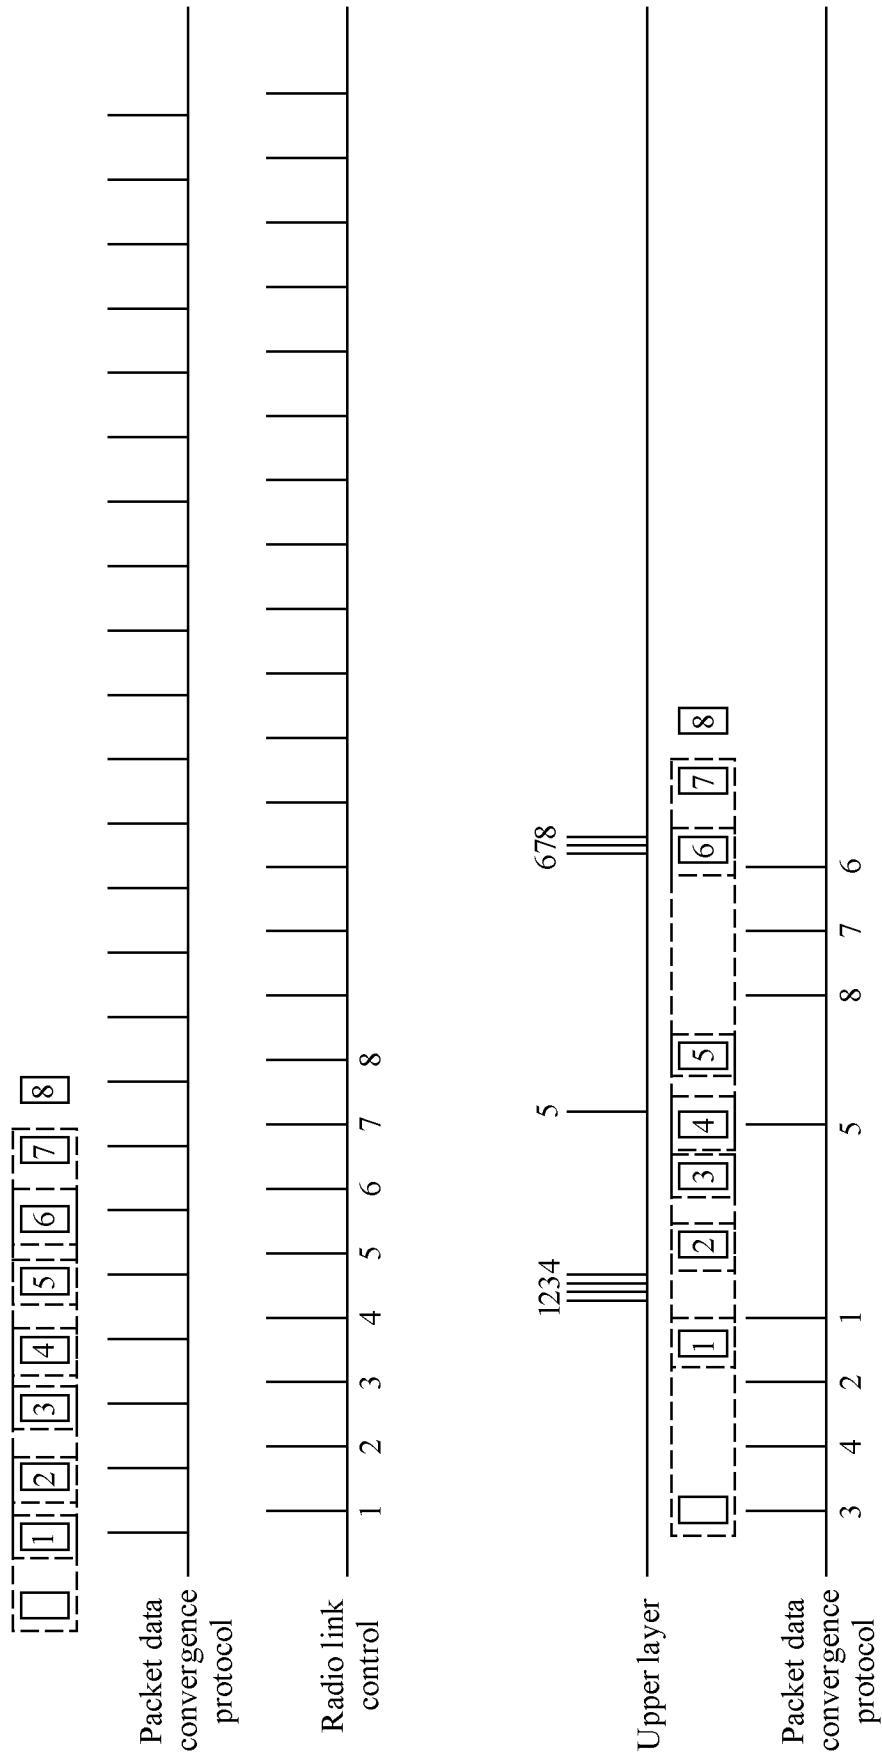 1 2 3 4 5 6 7 8
Packet data
convergence
protocol
Radio link
control
1 2 3 4 5 6 7 8
1234 5 678
Upper layer
1 2 3 4 5 6 7 8
Packet data
convergence
protocol
3 4 2 1 5 8 7 6